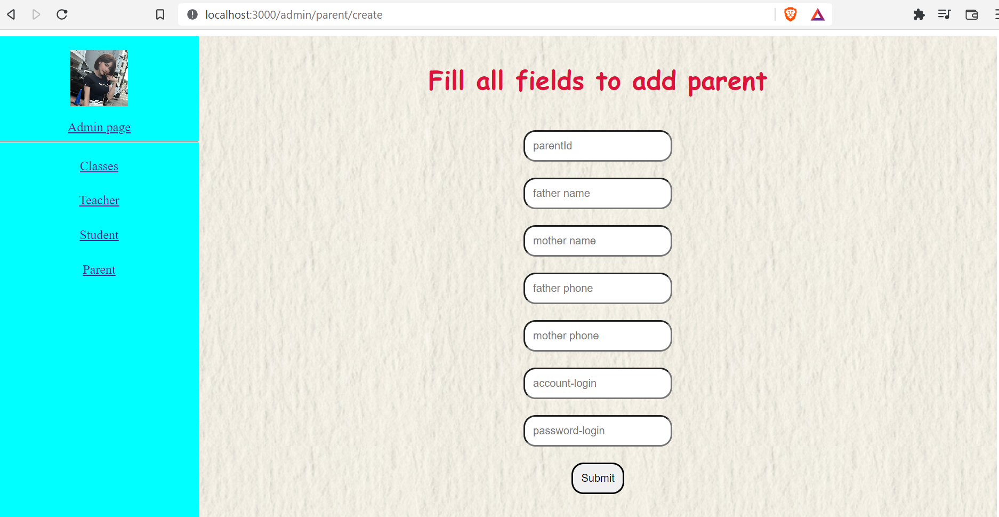 localhost:3000/admin/parent/create
Admin page
Classes
Teacher
Student
Parent
Fill all fields to add parent
parentId
father name
mother name
father phone
mother phone
account-login
password-login
Submit